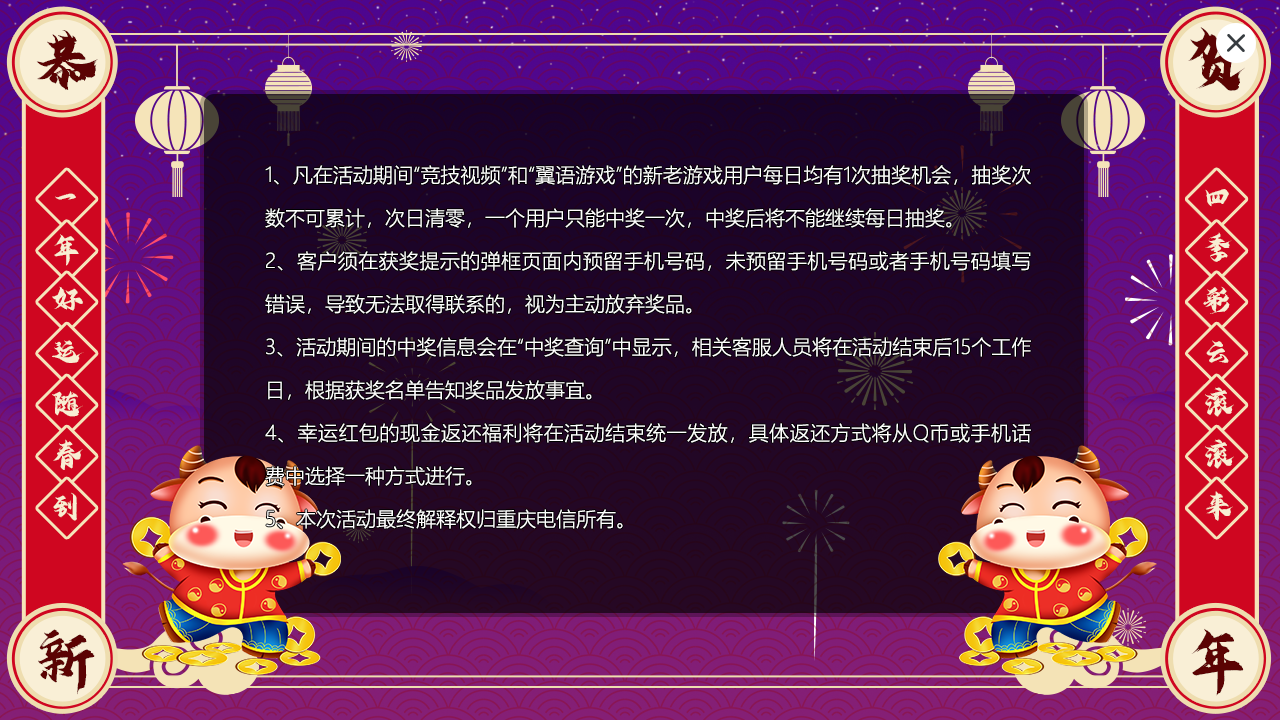 恭
贺
一年好运随春到
四季彩云滚滚来
1、凡在活动期间“竞技视频”和“翼语游戏”的新老游戏用户每日均有1次抽奖机会，抽奖次
数不可累计，次日清零，一个用户只能中奖一次，中奖后将不能继续每日抽奖。
2、客户须在获奖提示的弹框页面内预留手机号码，未预留手机号码或者手机号码填写
错误，导致无法取得联系的，视为主动放弃奖品。
3、活动期间的中奖信息会在“中奖查询”中显示，相关客服人员将在活动结束后15个工作
日，根据获奖名单告知奖品发放事宜。
4、幸运红包的现金返还福利将在活动结束统一发放，具体返还方式将从Q币或手机话
费中选择一种方式进行。
5、本次活动最终解释权归重庆电信所有。
新
年